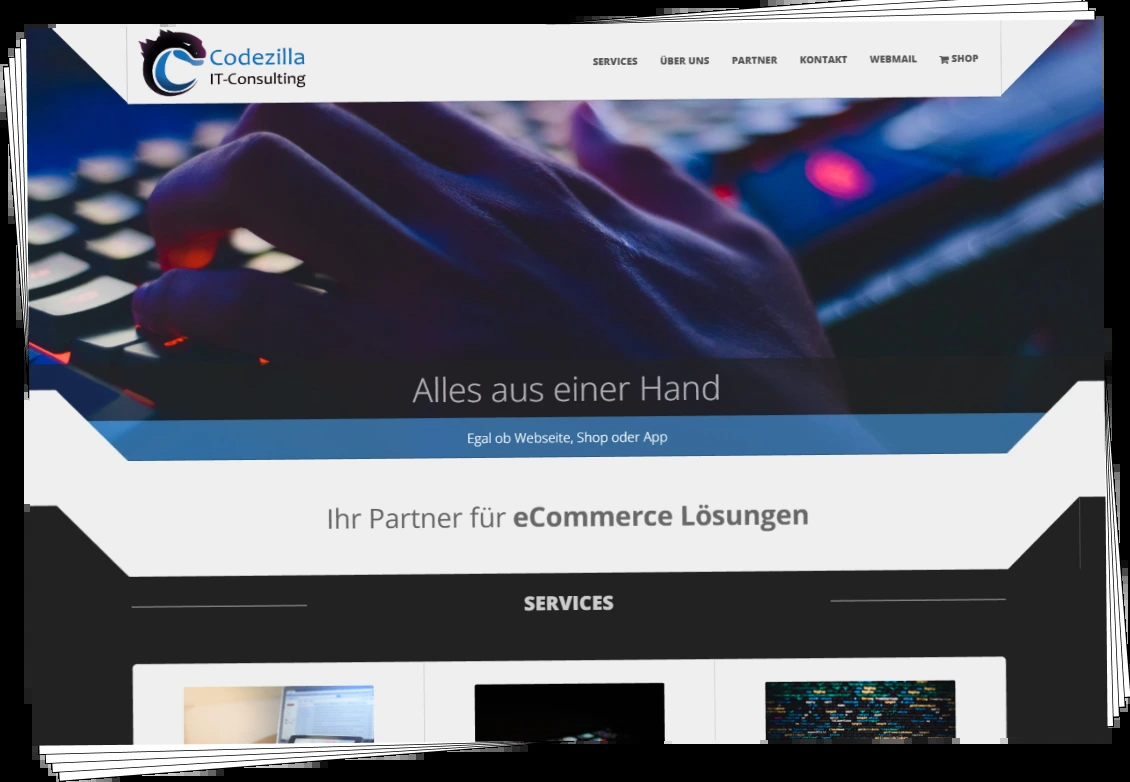 Codezilla
IT-Consulting
SERVICES ÜBER UNS PARTNER KONTAKT WEBMAIL SHOP
Alles aus einer Hand
Egal ob Webseite, Shop oder App
Ihr Partner für eCommerce Lösungen
SERVICES